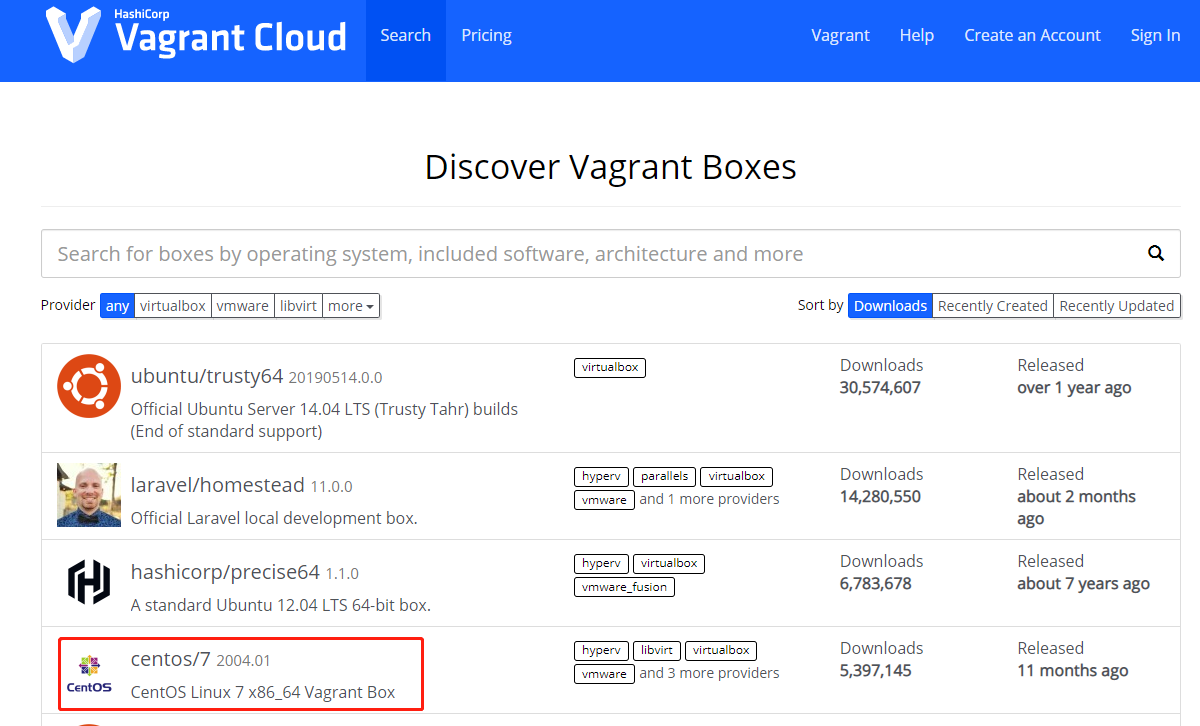 HashiCorp
Vagrant Cloud
Search
Pricing
Vagrant
Help
Create an Account
Sign In
Discover Vagrant Boxes
Search for boxes by operating system, included software, architecture and more
Provider any virtualbox vmware libvirt more
Sort by Downloads Recently Created Recently Updated
ubuntu/trusty64 20190514.0.0
Official Ubuntu Server 14.04 LTS (Trusty Tahr) builds
(End of standard support)
virtualbox
Downloads
30,574,607
Released
over 1 year ago
laravel/homestead 11.0.0
Official Laravel local development box.
hyperv parallels virtualbox
vmware and 1 more providers
Downloads
14,280,550
Released
about 2 months
ago
hashicorp/precise64 1.1.0
A standard Ubuntu 12.04 LTS 64-bit box.
hyperv virtualbox
vmware_fusion
Downloads
6,783,678
Released
about 7 years ago
CentOS
centos/7 2004.01
CentOS Linux 7 x86_64 Vagrant Box
hyperv libvirt virtualbox
vmware and 3 more providers
Downloads
5,397,145
Released
11 months ago